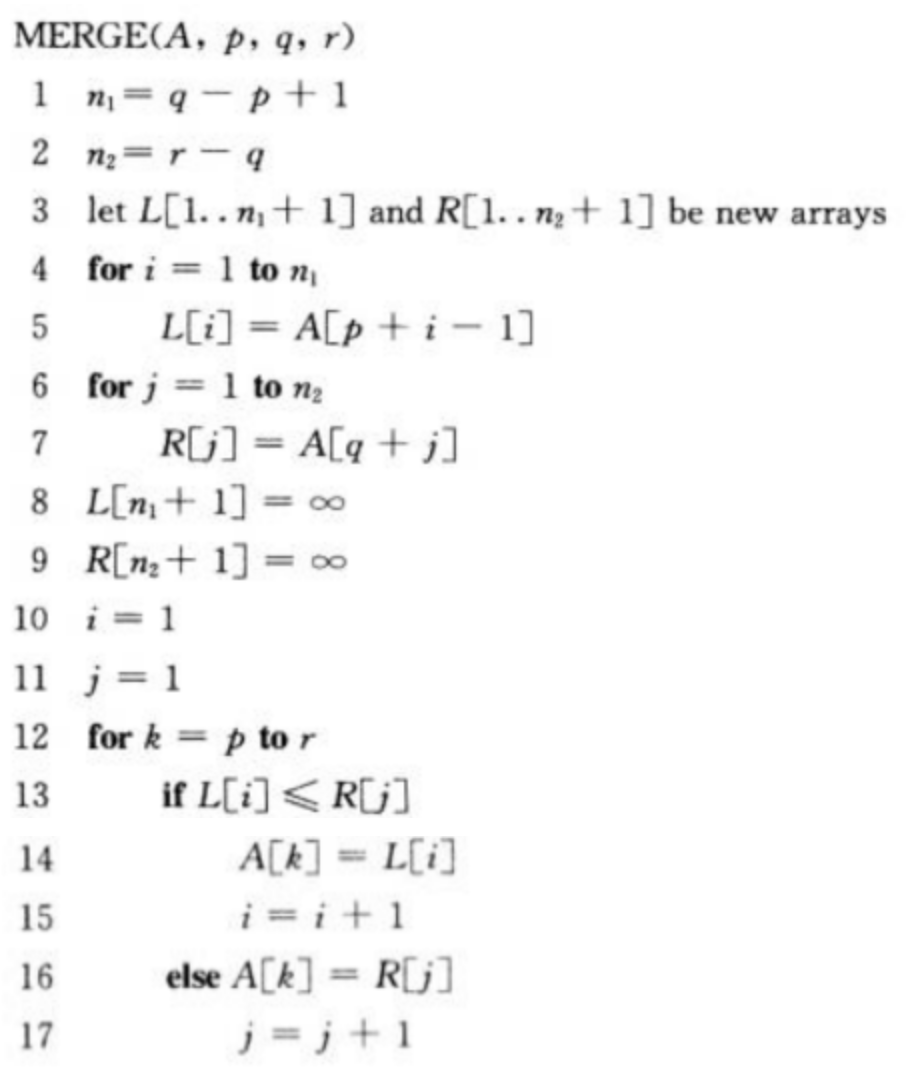 MERGE(A, p, q, r)
1 n₁ = q − p + 1
2 n₂ = r − q
3 let L[1..n₁ + 1] and R[1..n₂ + 1] be new arrays
4 for i = 1 to n₁
5 L[i] = A[p + i − 1]
6 for j = 1 to n₂
7 R[j] = A[q + j]
8 L[n₁ + 1] = ∞
9 R[n₂ + 1] = ∞
10 i = 1
11 j = 1
12 for k = p to r
13 if L[i] ⩽ R[j]
14 A[k] = L[i]
15 i = i + 1
16 else A[k] = R[j]
17 j = j + 1